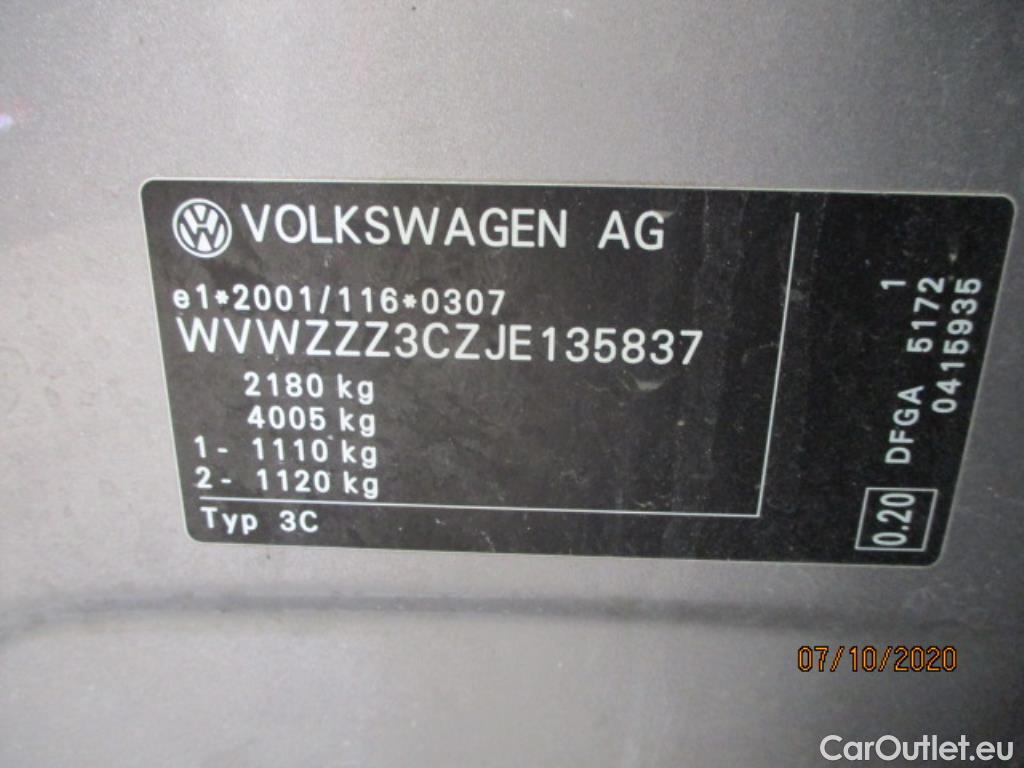 VOLKSWAGEN AG
e1*2001/116*0307
WVWZZZ3CZJE135837
2180 kg
4005 kg
1- 1110 kg
2- 1120 kg
Typ 3C
1
DFGA 5172
0415935
0.20
07/10/2020
CarOutlet.eu